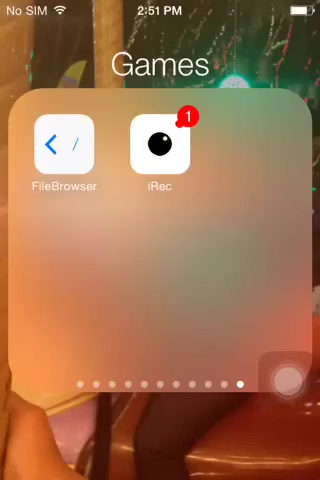 No SIM 2:51 PM
Games
< /
1
FileBrowser iRec